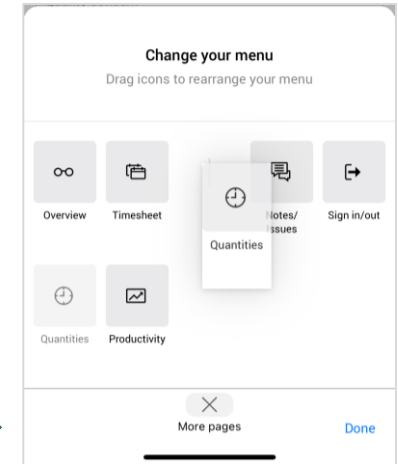 Change your menu
Drag icons to rearrange your menu
Overview
Timesheet
Quantities
Notes/
Issues
Sign in/out
Quantities
Productivity
More pages
Done